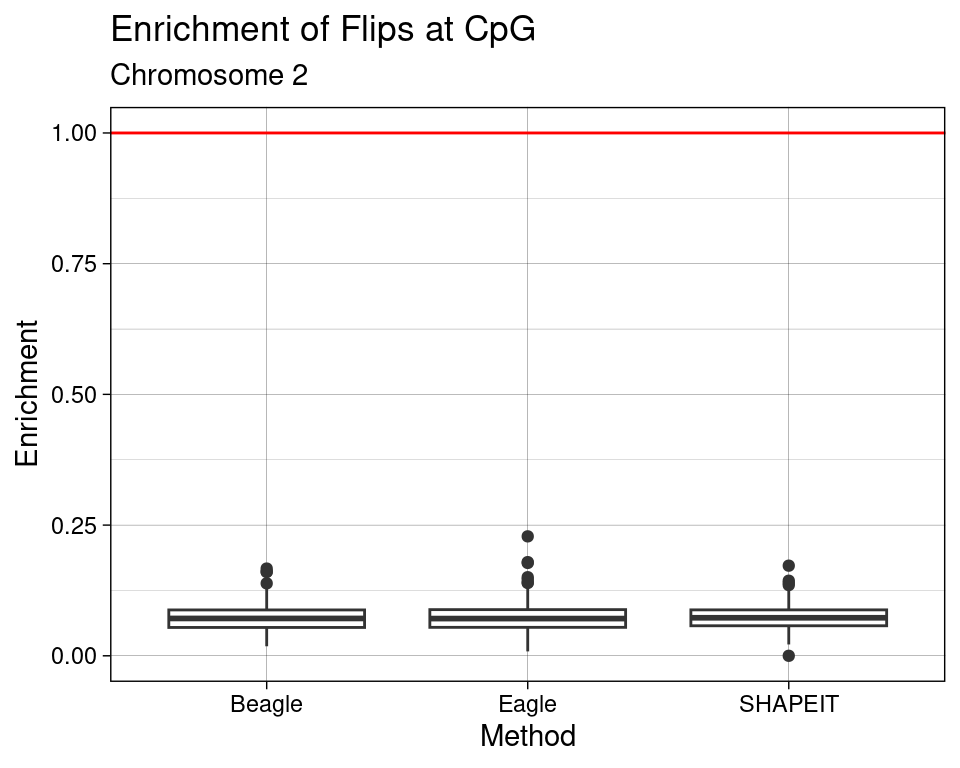 Enrichment of Flips at CpG
Chromosome 2
Enrichment
1.00
0.75
0.50
0.25
0.00
Beagle
Eagle
SHAPEIT
Method